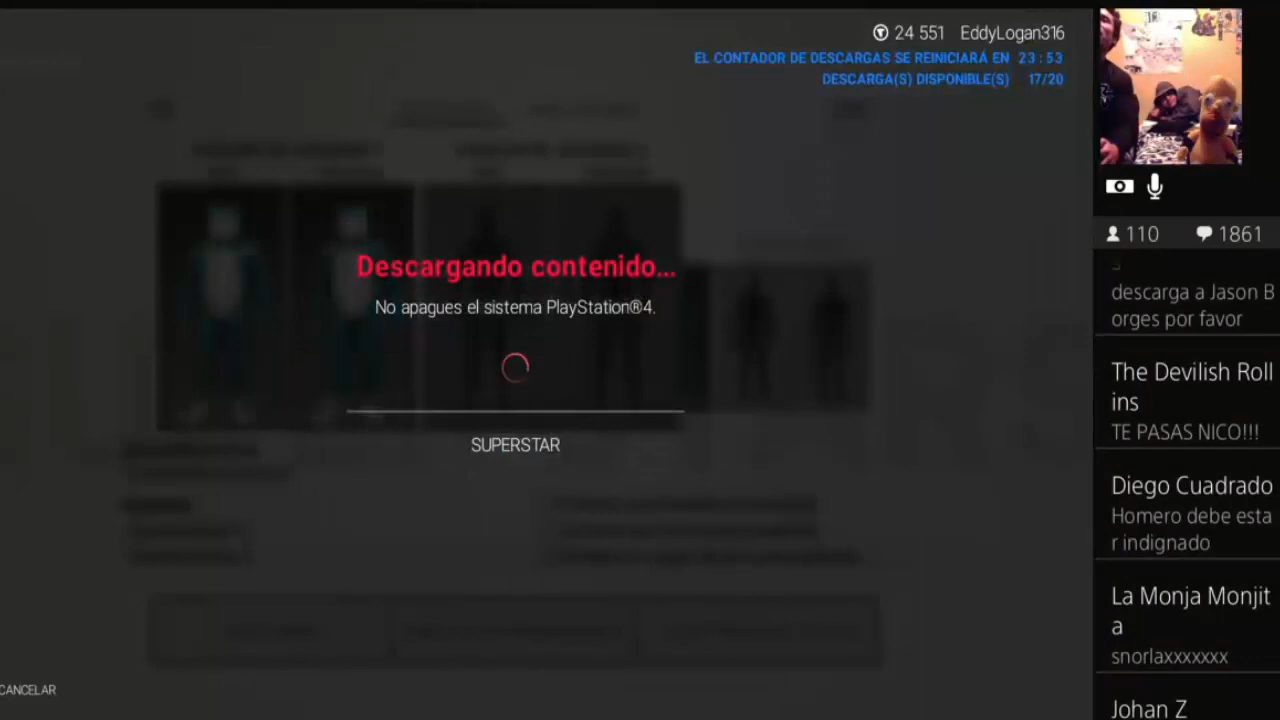 24 551 EddyLogan316
EL CONTADOR DE DESCARGAS SE REINICIARÁ EN 23:53
DESCARGA(S) DISPONIBLE(S) 17/20
Descargando contenido...
No apagues el sistema PlayStation®4.
SUPERSTAR
CANCELAR
110 1861
descarga a Jason B
orges por favor
The Devilish Roll
ins
TE PASAS NICO!!!
Diego Cuadrado
Homero debe esta
r indignado
La Monja Monjit
a
snorlaxxxxxxx
Johan Z